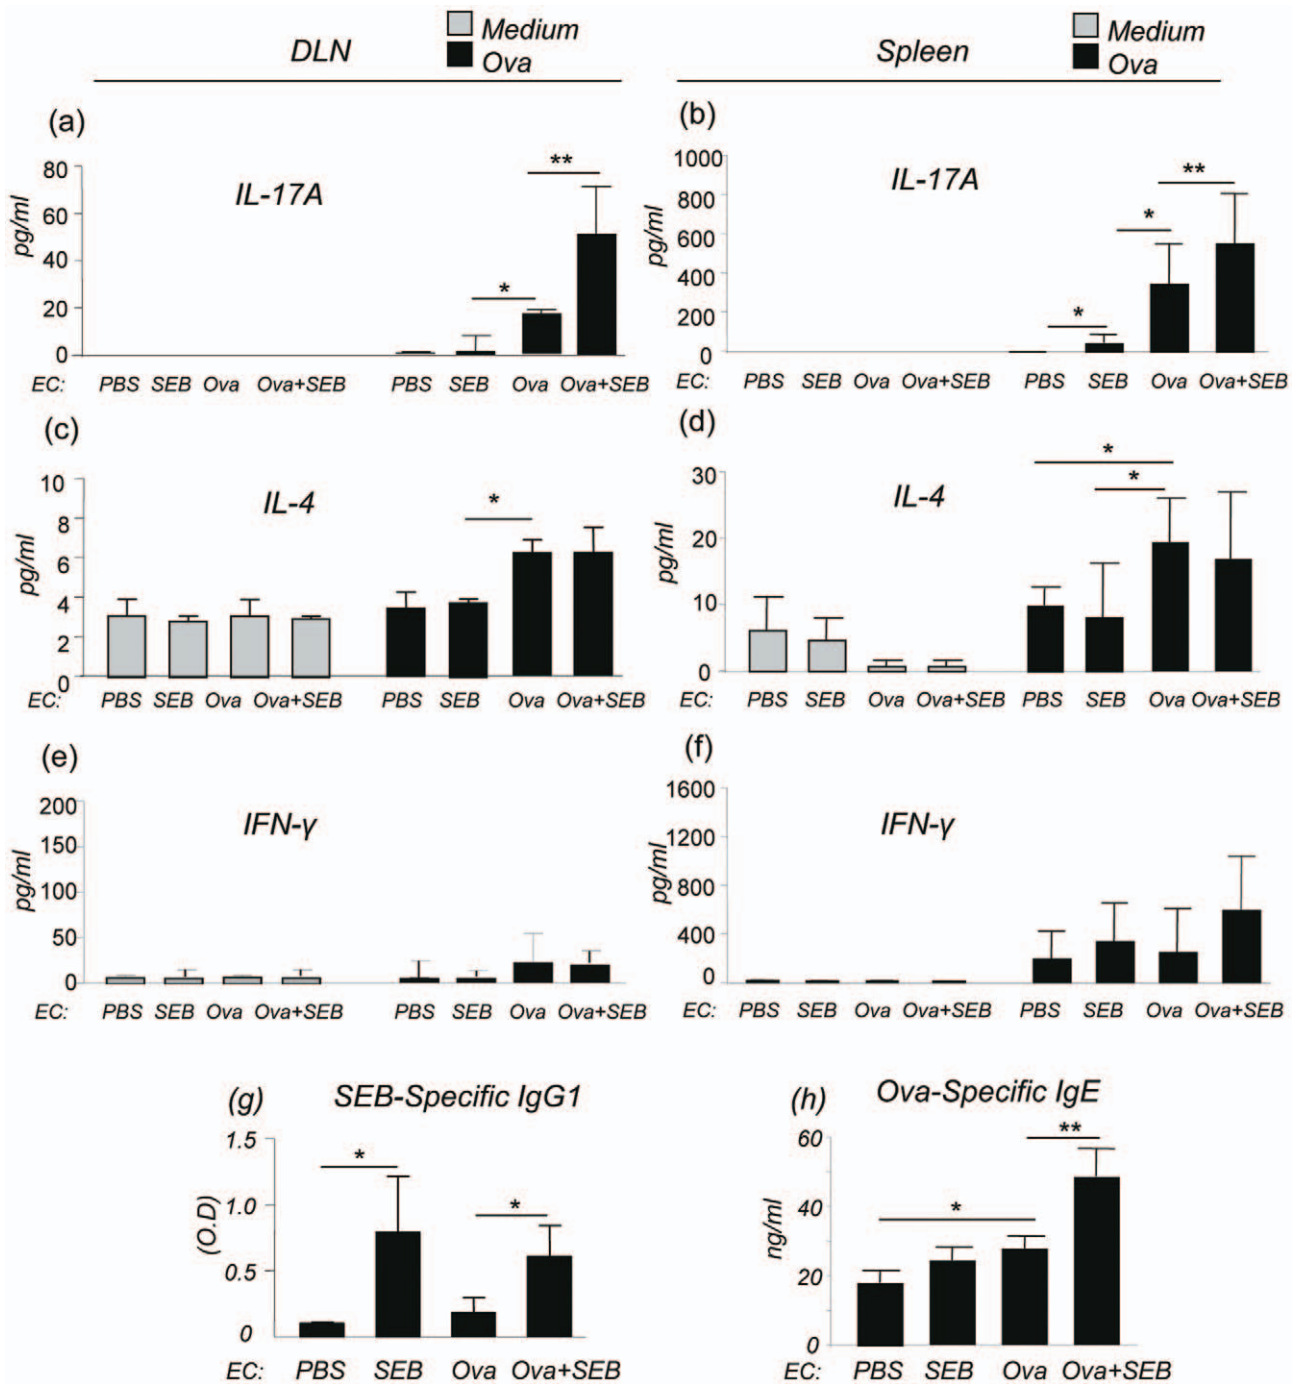 DLN
Medium
Ova
Spleen
Medium
Ova
(a)
IL-17A
pg/ml
80
60
40
20
0
*
**
EC: PBS SEB Ova Ova+SEB PBS SEB Ova Ova+SEB
(b)
IL-17A
pg/ml
1000
800
600
400
200
0
*
*
**
EC: PBS SEB Ova Ova+SEB PBS SEB Ova Ova+SEB
(c)
IL-4
pg/ml
10
8
6
4
2
0
*
EC: PBS SEB Ova Ova+SEB PBS SEB Ova Ova+SEB
(d)
IL-4
pg/ml
30
20
10
0
*
*
EC: PBS SEB Ova Ova+SEB PBS SEB Ova Ova+SEB
(e)
IFN-γ
pg/ml
200
150
100
50
0
EC: PBS SEB Ova Ova+SEB PBS SEB Ova Ova+SEB
(f)
IFN-γ
pg/ml
1600
1200
800
400
0
EC: PBS SEB Ova Ova+SEB PBS SEB Ova Ova+SEB
(g)
SEB-Specific IgG1
(O.D)
1.5
1.0
0.5
0
*
*
EC: PBS SEB Ova Ova+SEB
(h)
Ova-Specific IgE
ng/ml
60
40
20
0
*
**
EC: PBS SEB Ova Ova+SEB